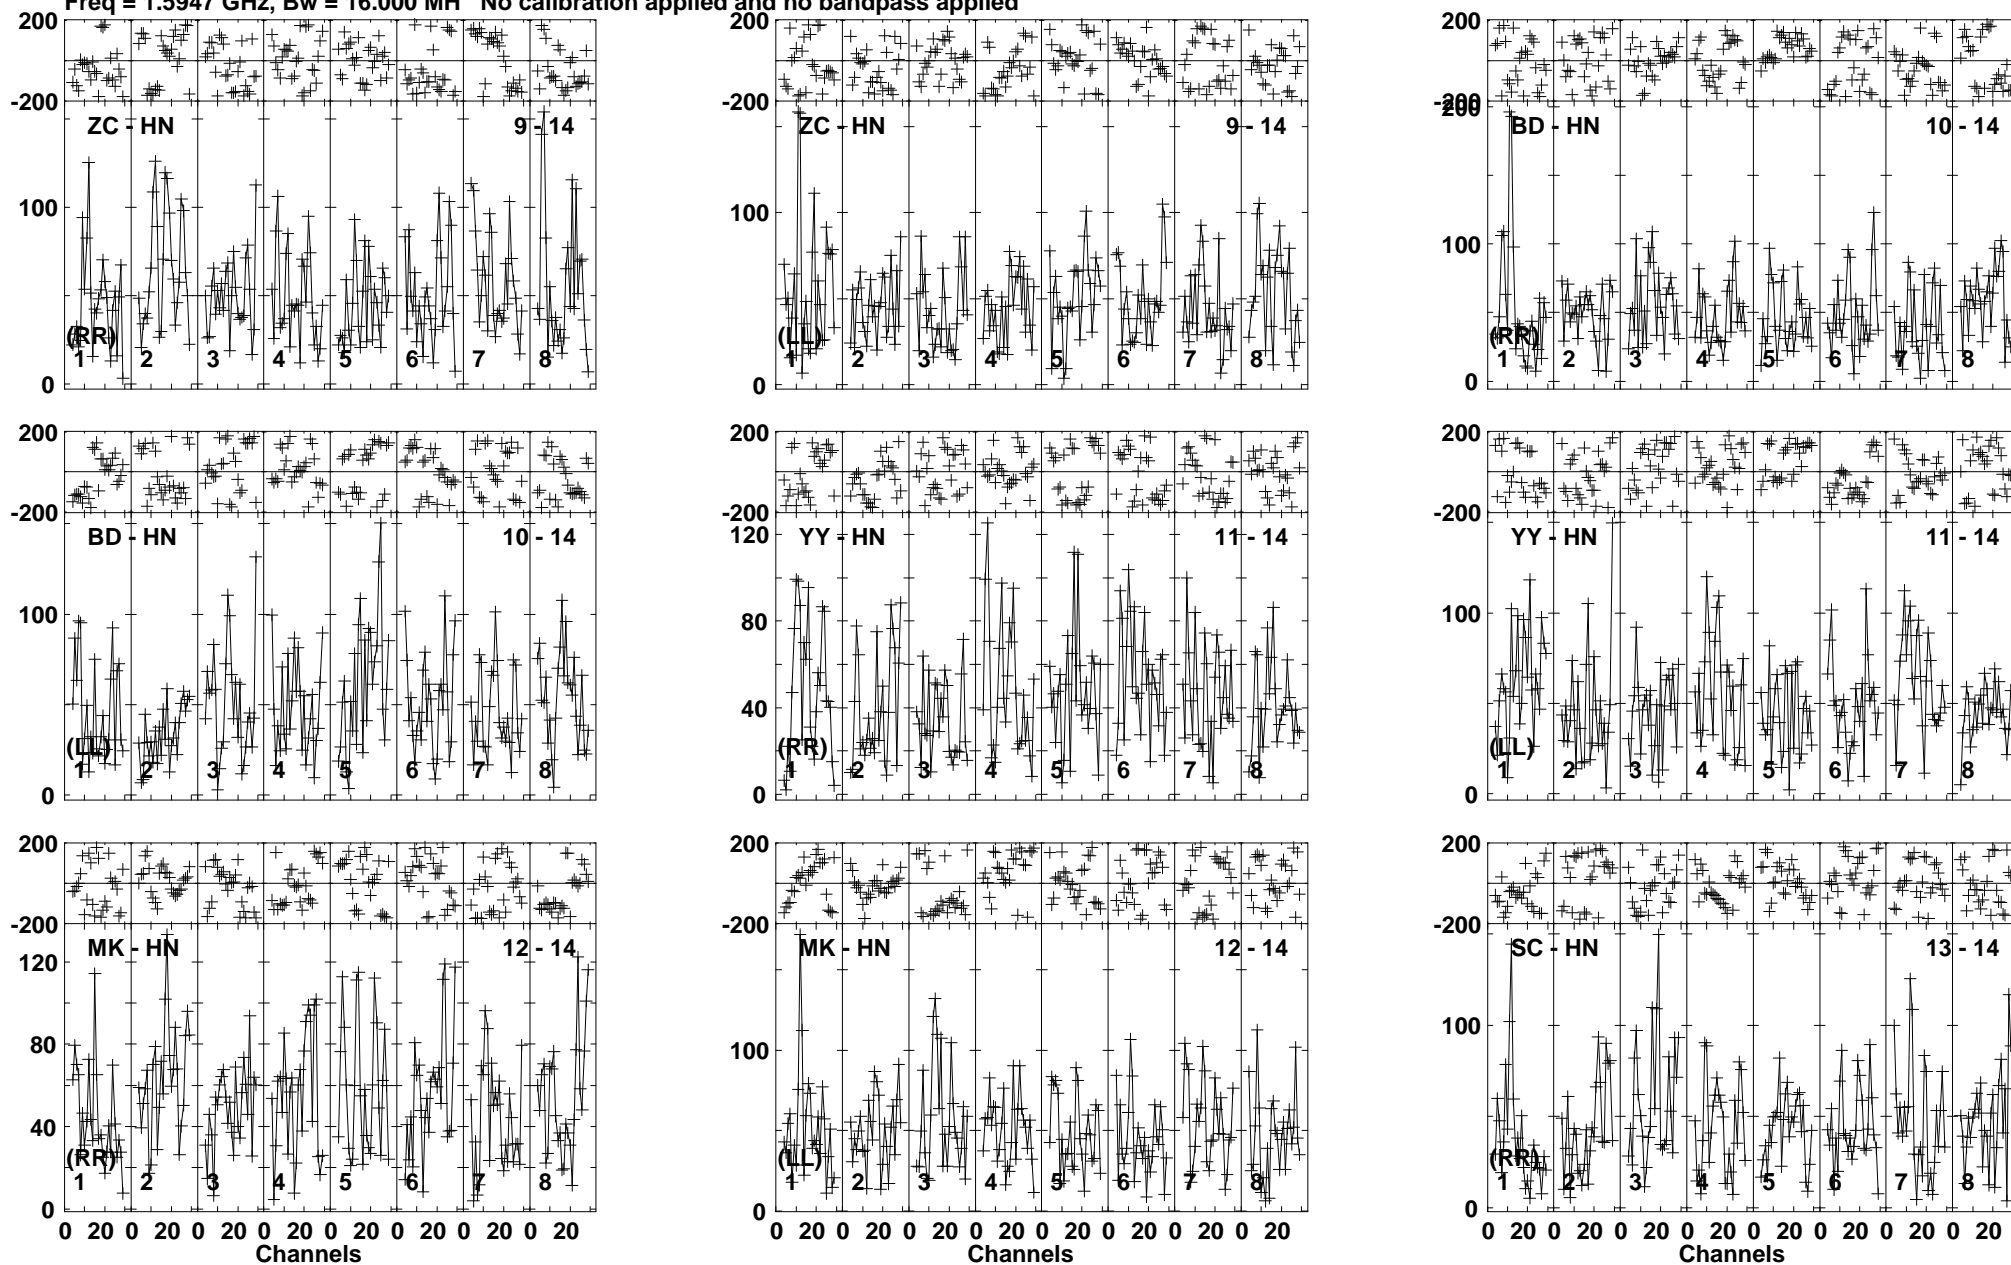 Freq = 1.5947 GHz, Bw = 16.000 MH No calibration applied and no bandpass applied
200 200 200
-200 -200 -200
ZC - HN 9 - 14 ZC - HN 9 - 14 200 BD - HN 10 - 14
100 100 100
(RR) (LL) (RR)
1 2 3 4 5 6 7 8 1 2 3 4 5 6 7 8 1 2 3 4 5 6 7 8
0 0 0
200 200 200
-200 -200 -200
BD - HN 10 - 14 120 YY - HN 11 - 14 YY - HN 11 - 14
100 80 100
40
(LL) (RR) (LL)
1 2 3 4 5 6 7 8 1 2 3 4 5 6 7 8 1 2 3 4 5 6 7 8
0 0 0
200 200 200
-200 -200 -200
MK - HN 12 - 14 MK - HN 12 - 14 SC - HN 13 - 14
120
80 100 100
40
(RR) (LL) (RR)
1 2 3 4 5 6 7 8 1 2 3 4 5 6 7 8 1 2 3 4 5 6 7 8
0 0 0
0 20 0 20 0 20 0 20 0 20 0 20 0 20 0 20 0 20 0 20 0 20 0 20 0 20 0 20 0 20 0 20 0 20 0 20 0 20 0 20 0 20 0 20 0 20 0 20
Channels Channels Channels